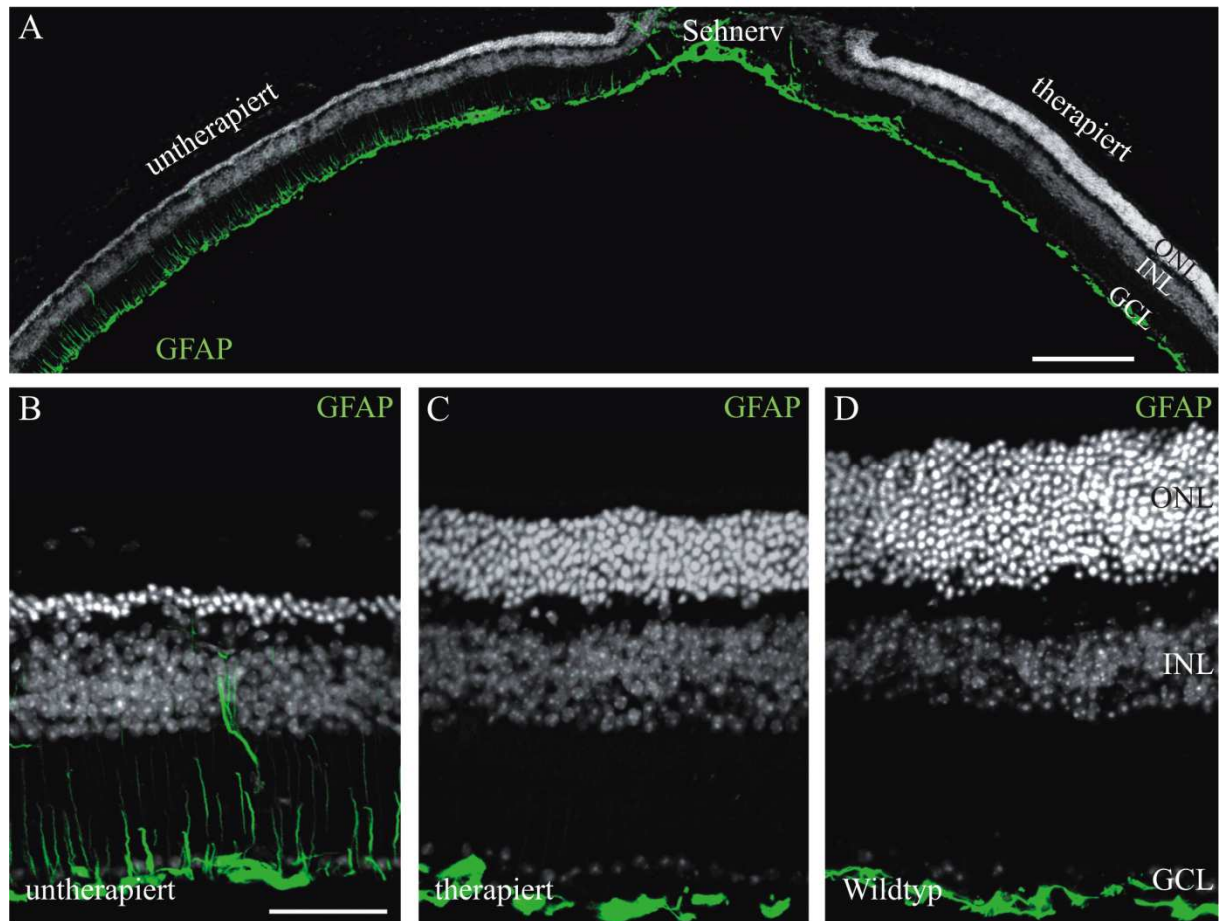 A
Sehnerv
untherapiert
therapiert
ONL
INL
GCL
GFAP
B
GFAP
untherapiert
C
GFAP
therapiert
D
GFAP
ONL
INL
GCL
Wildtyp